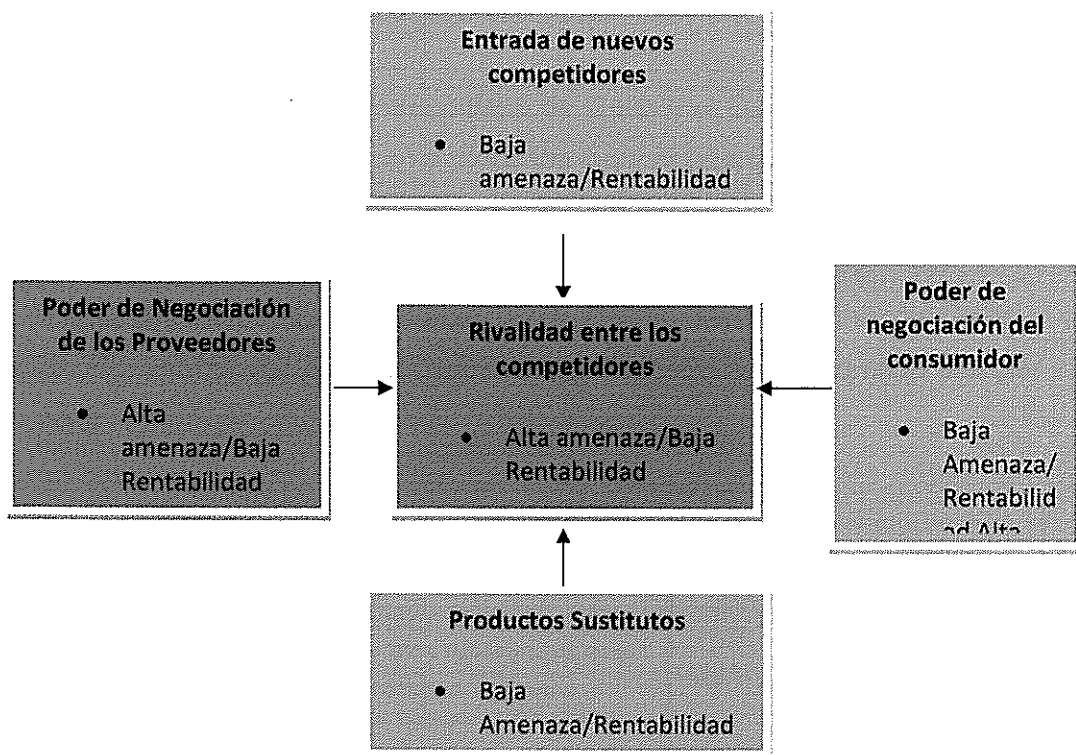 Entrada de nuevos
competidores
• Baja
amenaza/Rentabilidad
Poder de Negociación
de los Proveedores
• Alta
amenaza/Baja
Rentabilidad
Rivalidad entre los
competidores
• Alta amenaza/Baja
Rentabilidad
Poder de
negociación del
consumidor
• Baja
Amenaza/
Rentabilid
ad Alta
Productos Sustitutos
• Baja
Amenaza/Rentabilidad